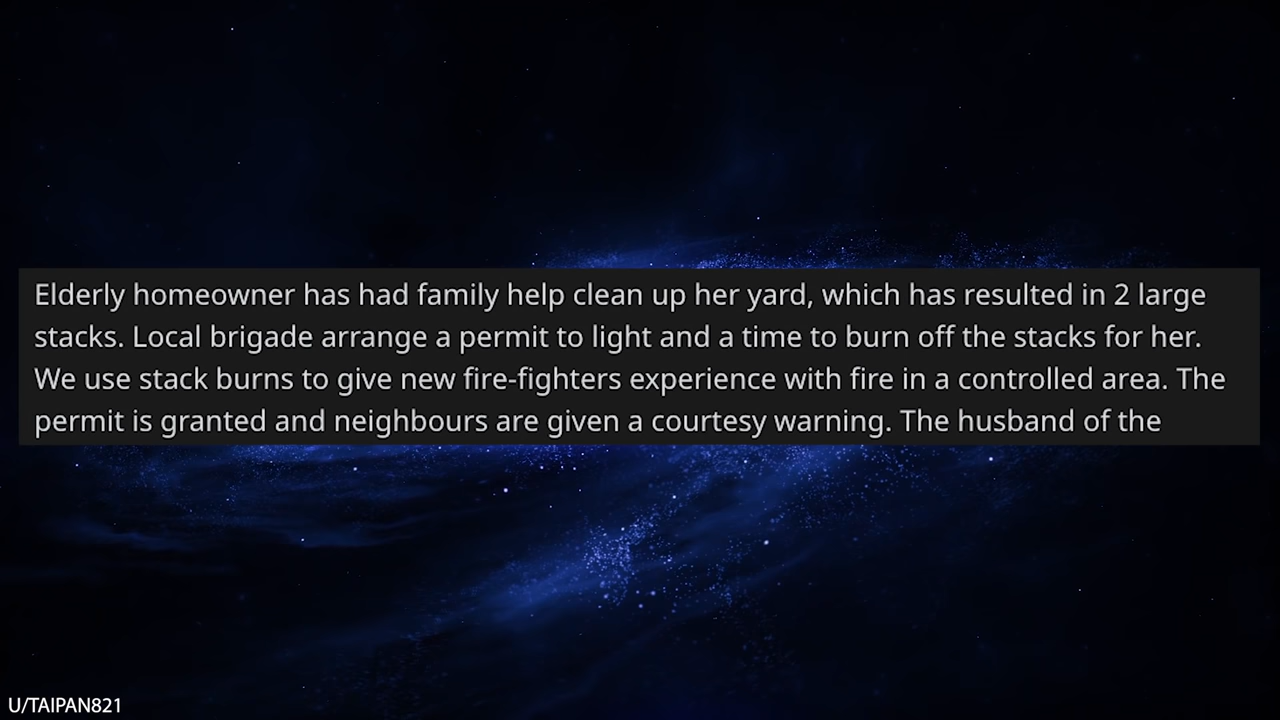 Elderly homeowner has had family help clean up her yard, which has resulted in 2 large
stacks. Local brigade arrange a permit to light and a time to burn off the stacks for her.
We use stack burns to give new fire-fighters experience with fire in a controlled area. The
permit is granted and neighbours are given a courtesy warning. The husband of the
U/TAIPAN821